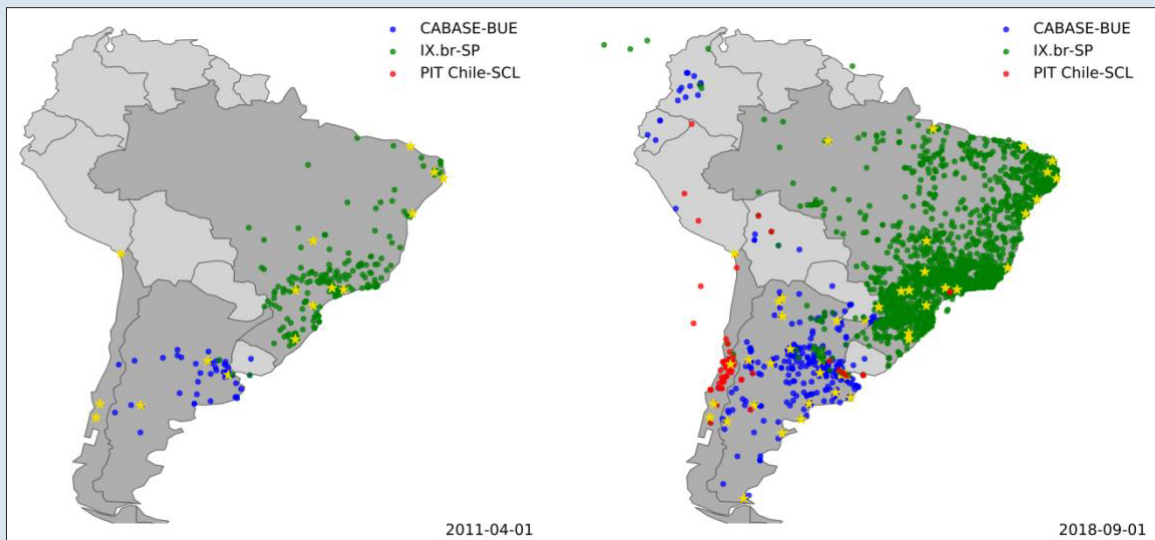 CABASE-BUE
IX.br-SP
PIT Chile-SCL
2011-04-01
CABASE-BUE
IX.br-SP
PIT Chile-SCL
2018-09-01